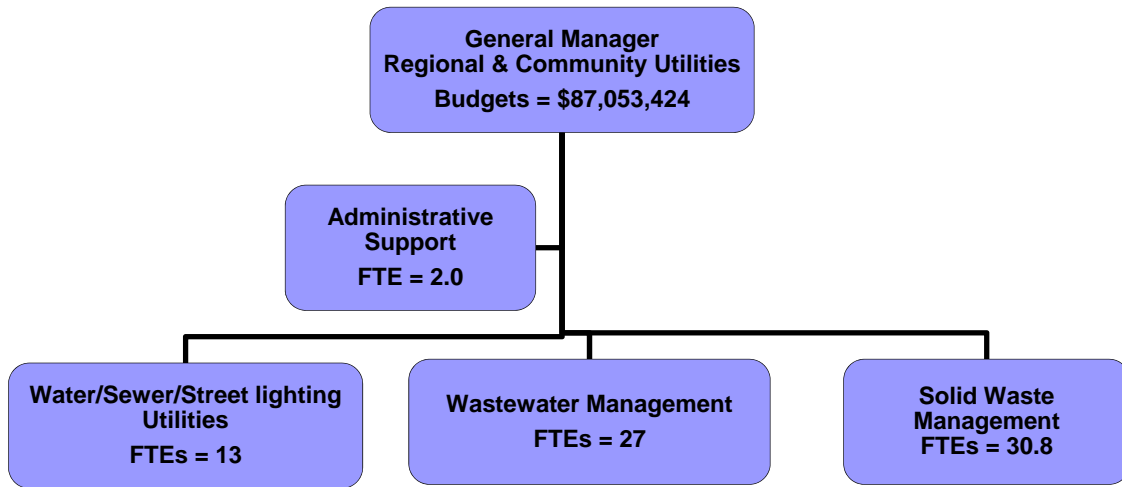 General Manager
Regional & Community Utilities
Budgets = $87,053,424
Administrative
Support
FTE = 2.0
Water/Sewer/Street lighting
Utilities
FTEs = 13
Wastewater Management
FTEs = 27
Solid Waste
Management
FTEs = 30.8